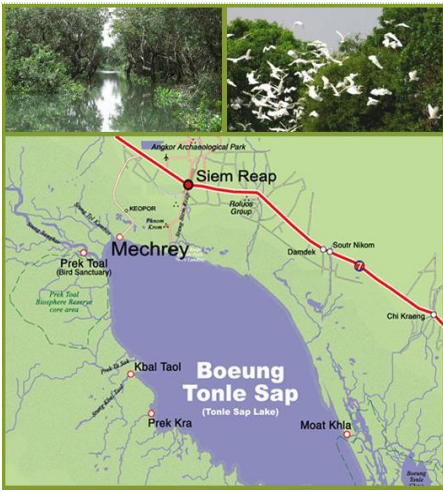 Angkor Archaeological Park
Siem Reap
KEOPOR
Roluos
Group
Phnom
Krom
Mechrey
Damdek
Soutr Nikom
7
Prek Toal
(Bird Sanctuary)
Prek Toal
Biosphere Reserve
core area
Chi Kraeng
Kbal Taol
Boeung
Tonle Sap
(Tonle Sap Lake)
Prek Kra
Moat Khla
Boeung
Tonle